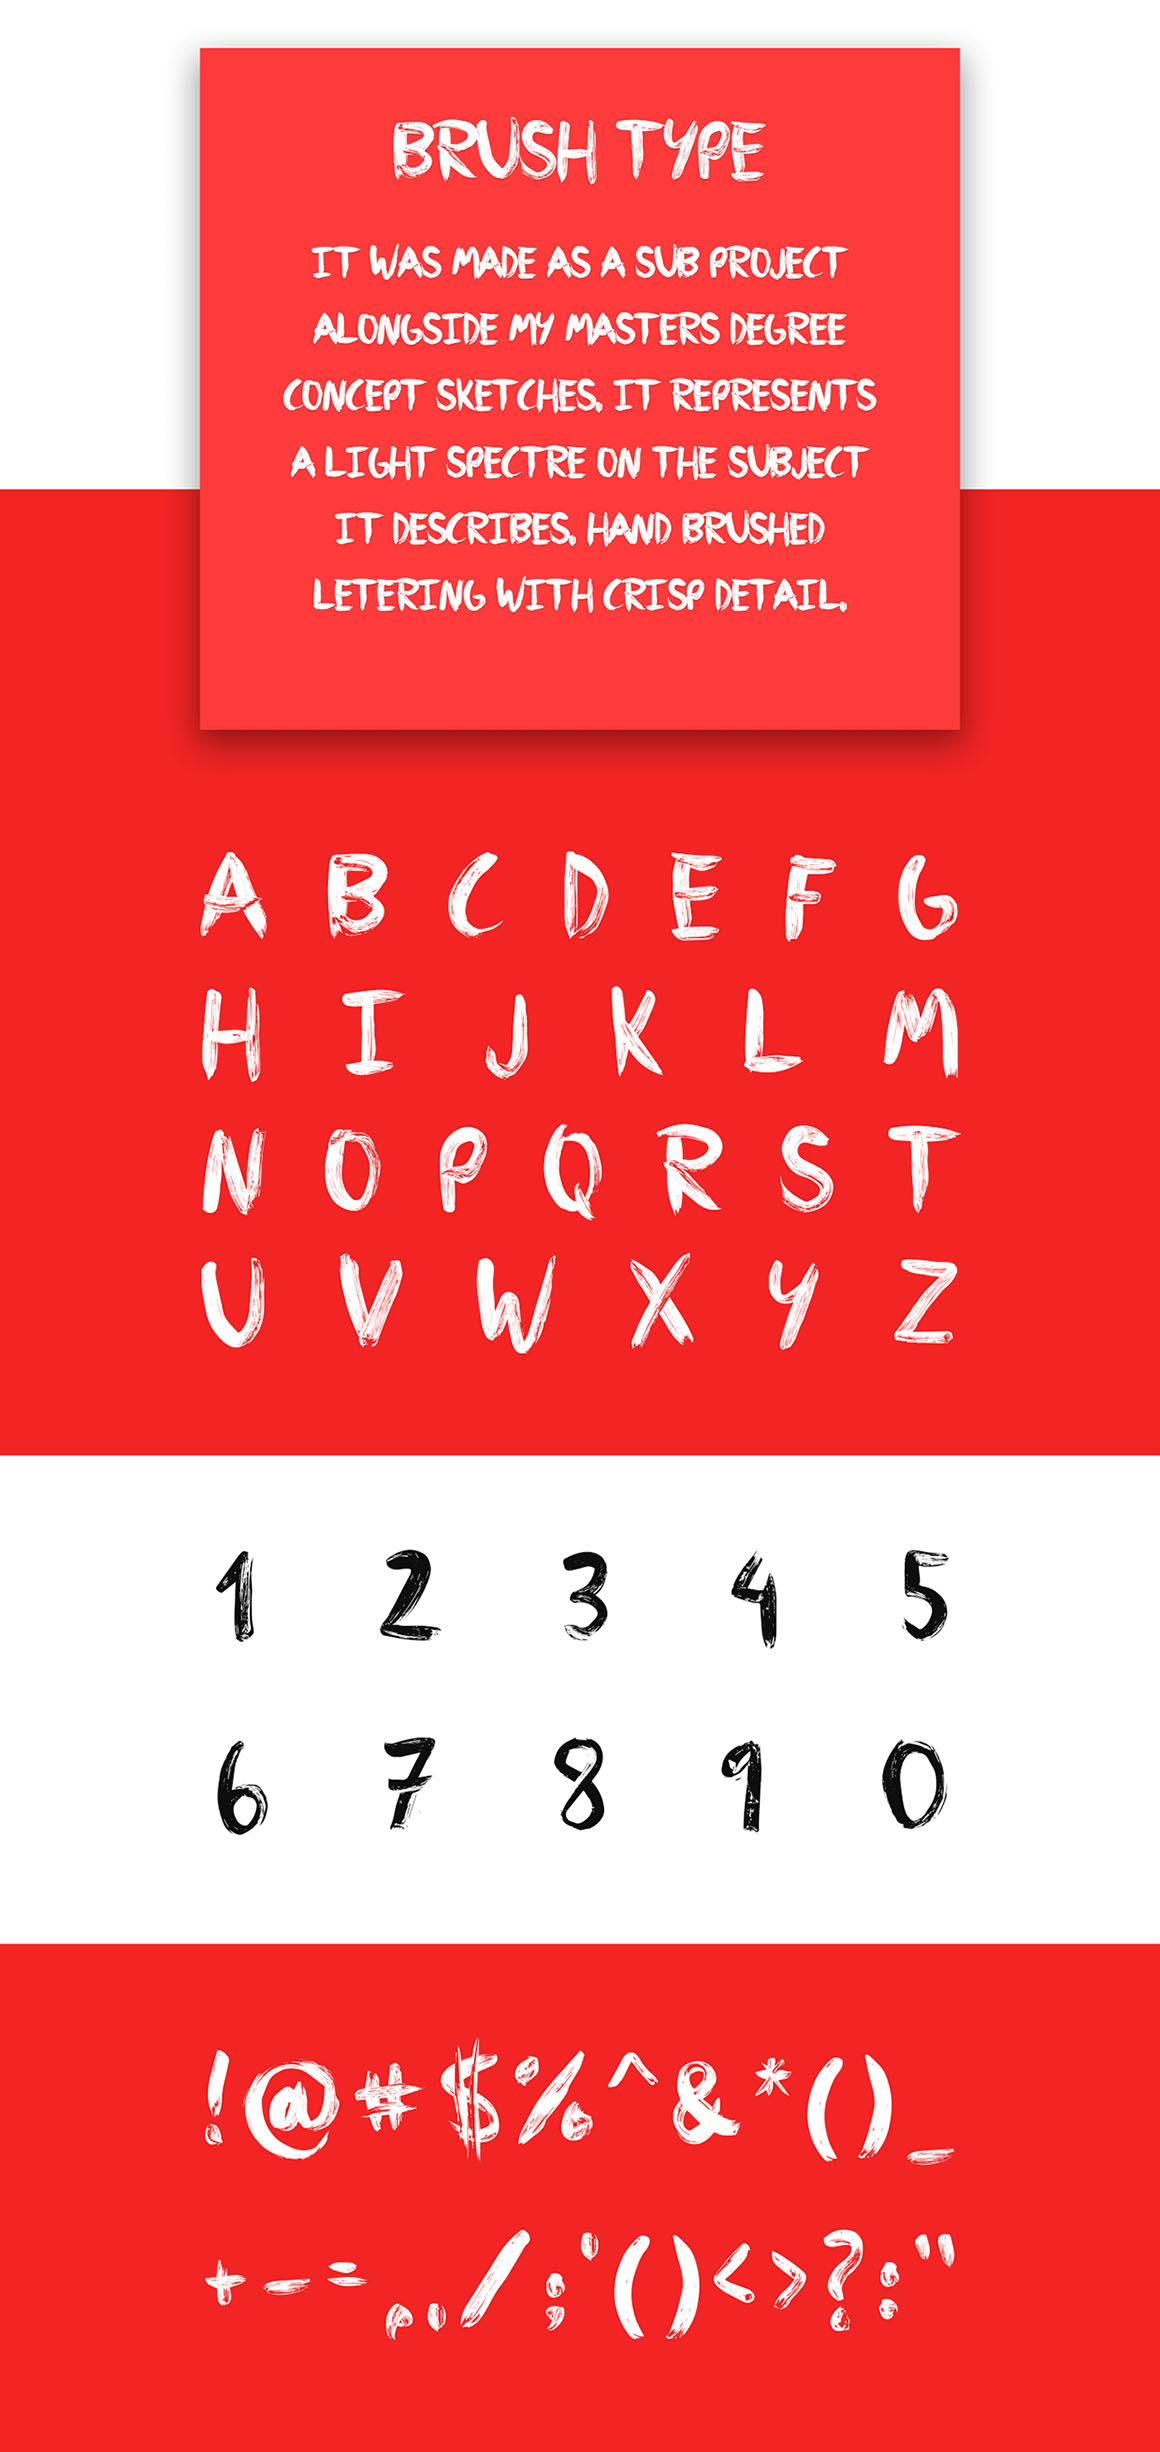 BRUSH TYPE
IT WAS MADE AS A SUB PROJECT
ALONGSIDE MY MASTERS DEGREE
CONCEPT SKETCHES. IT REPRESENTS
A LIGHT SPECTRE ON THE SUBJECT
IT DESCRIBES. HAND BRUSHED
LETERING WITH CRISP DETAIL.
A B C D E F G
H I J K L M
N O P Q R S T
U V W X Y Z
1 2 3 4 5
6 7 8 9 0
! @ # $ % ^ & * ( ) _
+ - = , . / ; ' ( ) < > ? : "